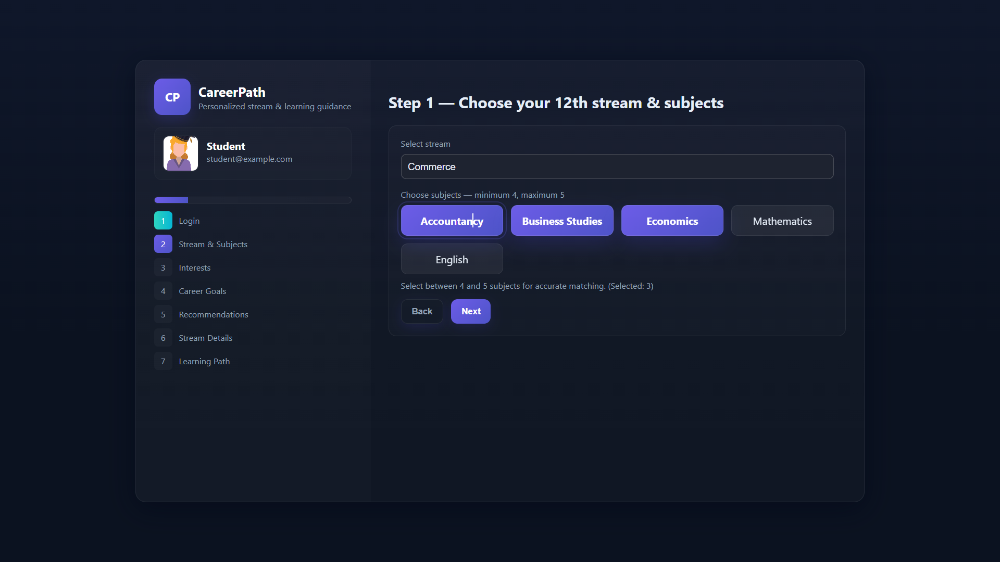 CP
CareerPath
Personalized stream & learning guidance
Student
student@example.com
1 Login
2 Stream & Subjects
3 Interests
4 Career Goals
5 Recommendations
6 Stream Details
7 Learning Path
Step 1 — Choose your 12th stream & subjects
Select stream
Commerce
Choose subjects — minimum 4, maximum 5
Accountancy Business Studies Economics Mathematics
English
Select between 4 and 5 subjects for accurate matching. (Selected: 3)
Back Next